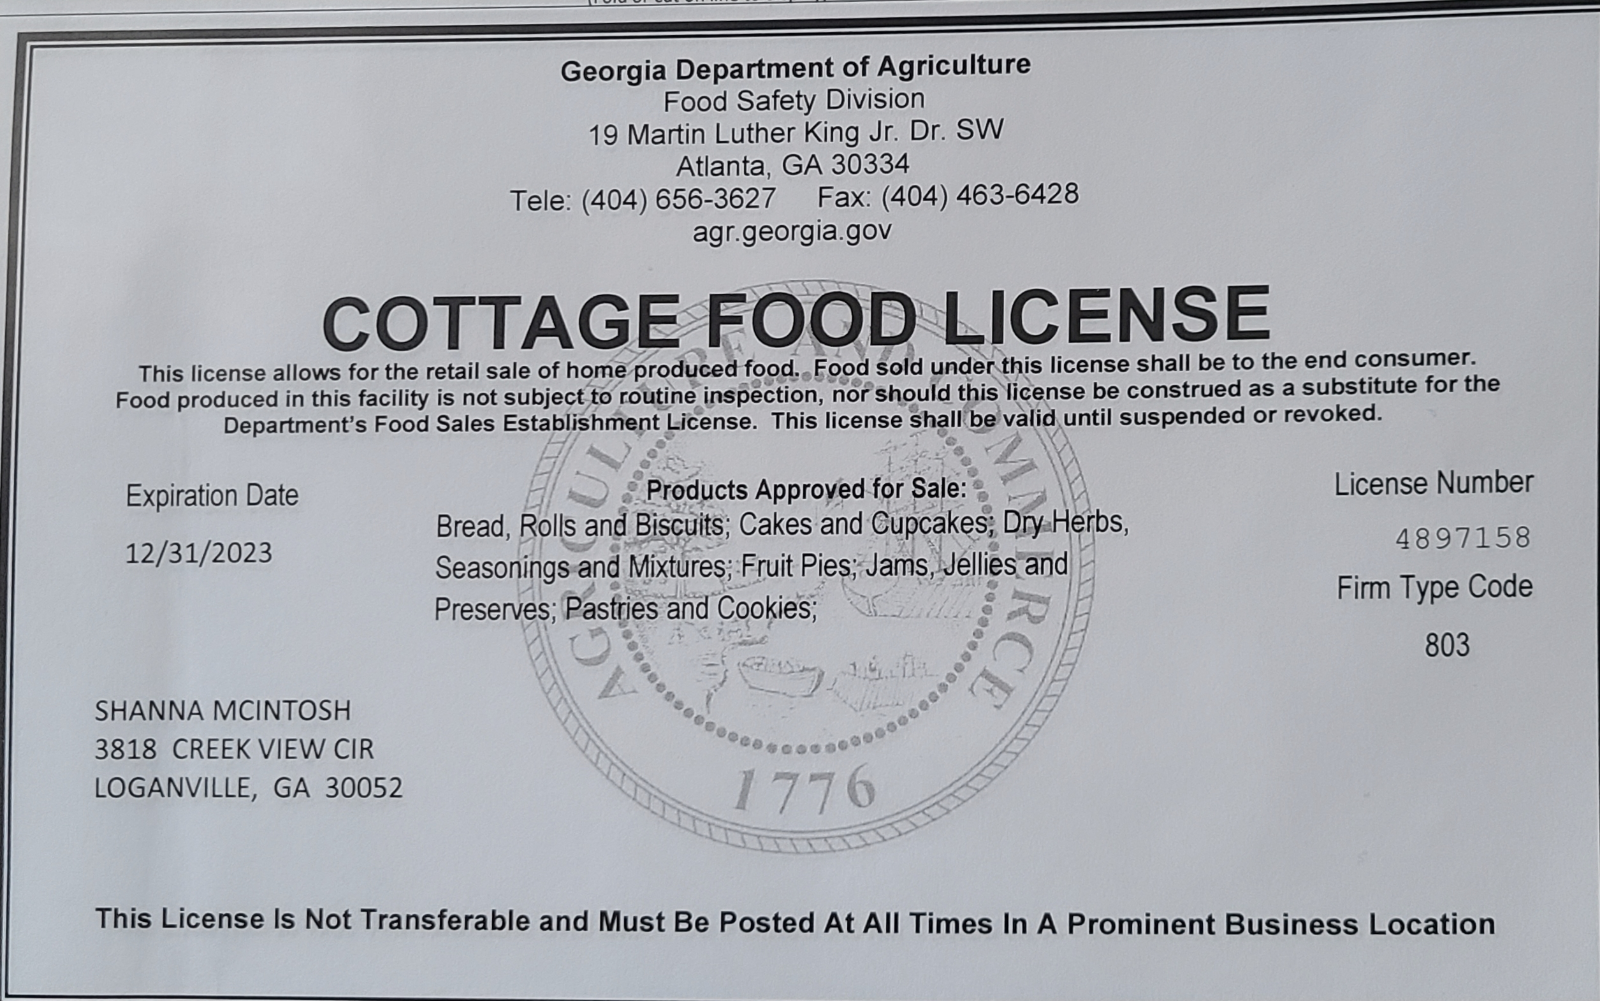 Georgia Department of Agriculture
Food Safety Division
19 Martin Luther King Jr. Dr. SW
Atlanta, GA 30334
Tele: (404) 656-3627 Fax: (404) 463-6428
agr.georgia.gov
COTTAGE FOOD LICENSE
This license allows for the retail sale of home produced food. Food sold under this license shall be to the end consumer.
Food produced in this facility is not subject to routine inspection, nor should this license be construed as a substitute for the
Department's Food Sales Establishment License. This license shall be valid until suspended or revoked.
Expiration Date
12/31/2023
Products Approved for Sale:
Bread, Rolls and Biscuits; Cakes and Cupcakes; Dry Herbs,
Seasonings and Mixtures; Fruit Pies; Jams, Jellies and
Preserves; Pastries and Cookies;
License Number
4897158
Firm Type Code
803
AGRICULTURE AND COMMERCE
1776
SHANNA MCINTOSH
3818 CREEK VIEW CIR
LOGANVILLE, GA 30052
This License Is Not Transferable and Must Be Posted At All Times In A Prominent Business Location